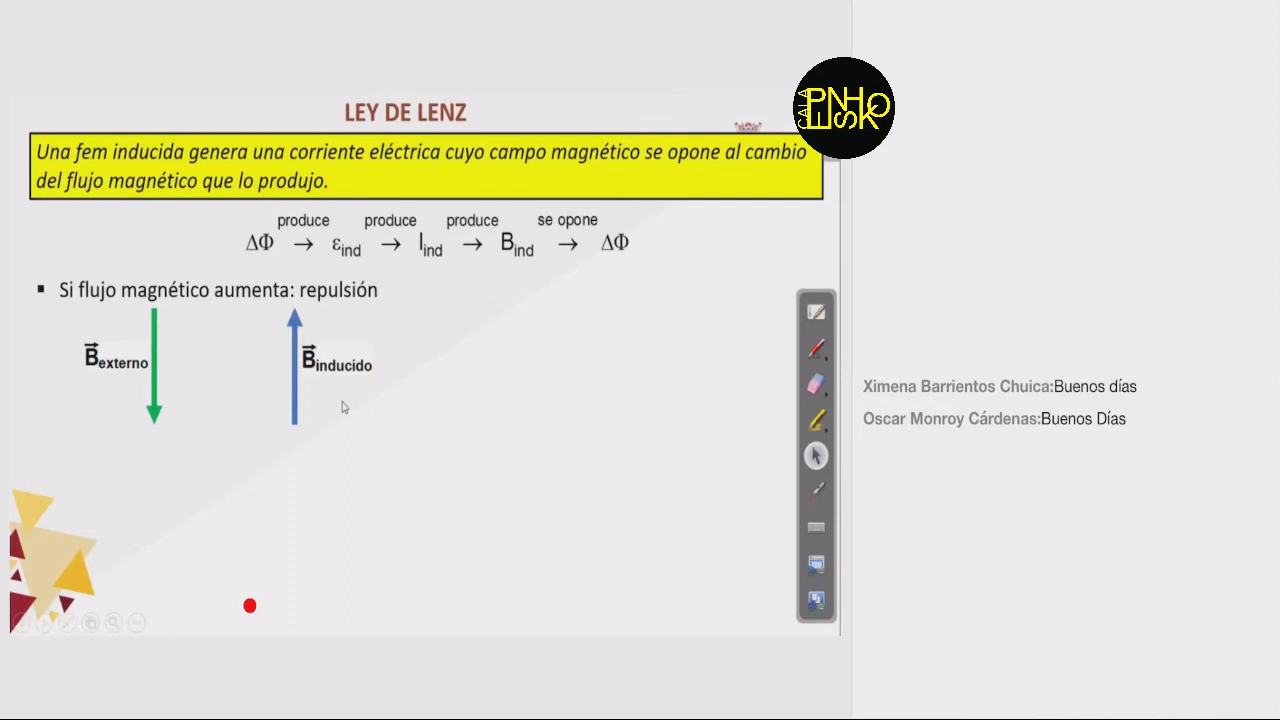 LEY DE LENZ
Una fem inducida genera una corriente eléctrica cuyo campo magnético se opone al cambio
del flujo magnético que lo produjo.
produce produce produce se opone
ΔΦ → εind → Iind → Bind → ΔΦ
▪ Si flujo magnético aumenta: repulsión
B⃗externo
B⃗inducido
Ximena Barrientos Chuica:Buenos días
Oscar Monroy Cárdenas:Buenos Días